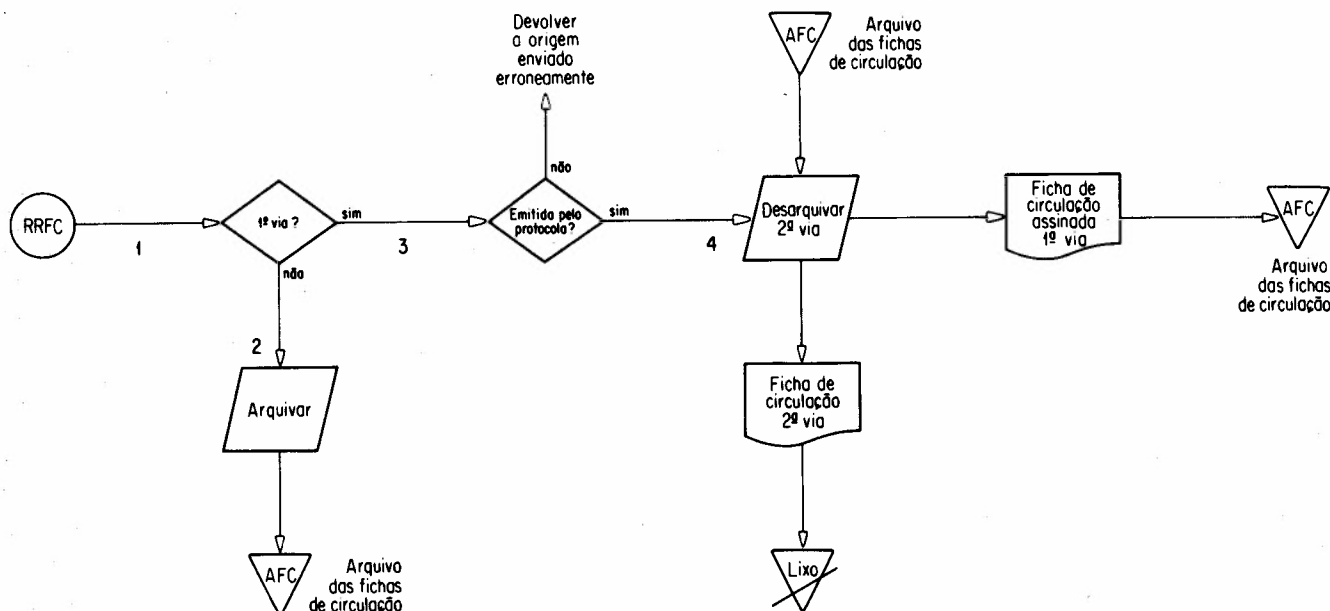 Devolver
a origem
enviado
erroneamente
AFC
Arquivo
das fichas
de circulação
não
RRFC
1
1ª via ?
sim
3
Emitida pelo
protocola?
sim
4
Desarquivar
2ª via
Ficha de
circulação
assinada
1ª via
AFC
Arquivo
das fichas
de circulação
não
2
Arquivar
Ficha de
circulação
2ª via
AFC
Arquivo
das fichas
de circulação
Lixo